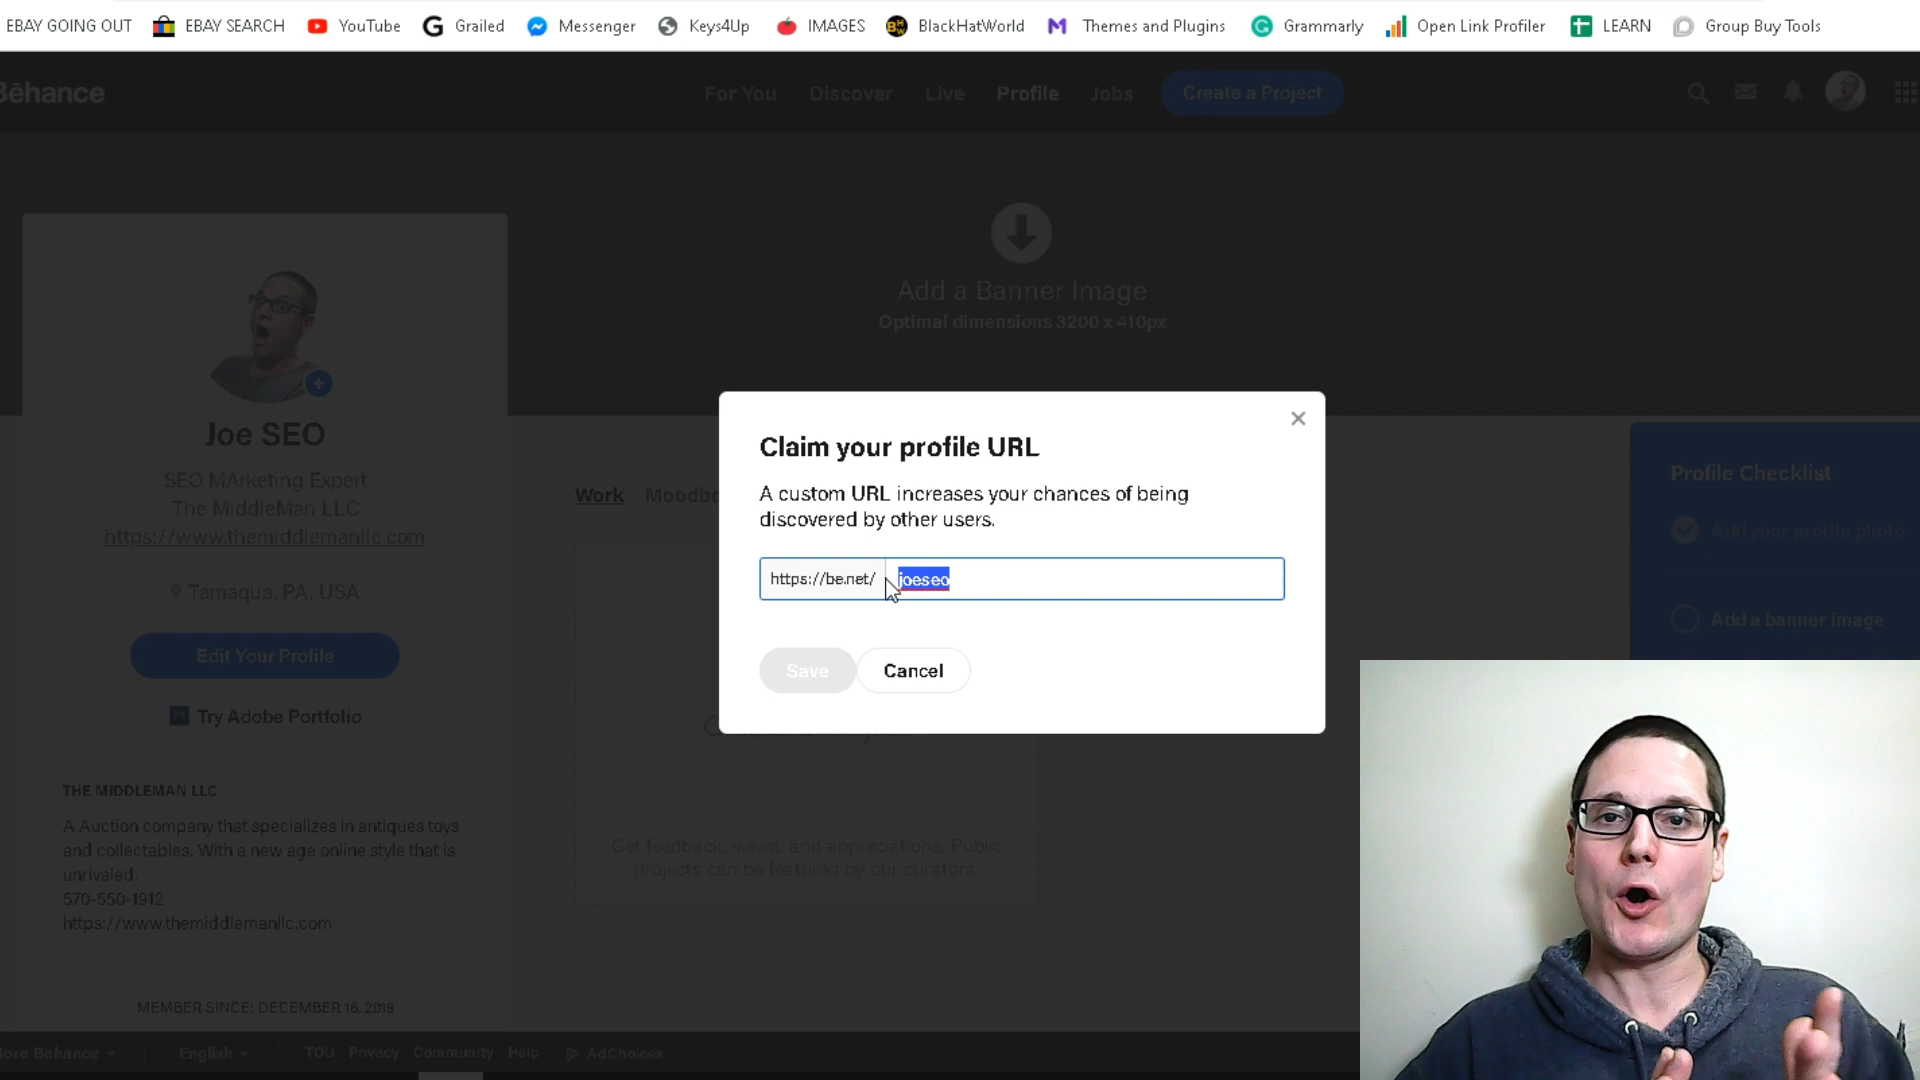 EBAY GOING OUT EBAY SEARCH YouTube Grailed Messenger Keys4Up IMAGES BlackHatWorld Themes and Plugins Grammarly Open Link Profiler LEARN Group Buy Tools
Bēhance For You Discover Live Profile Jobs Create a Project
Add a Banner Image
Optimal dimensions 3200 x 410px
Joe SEO
SEO MArketing Expert
The MiddleMan LLC
https://www.themiddlemanllc.com
Tamaqua, PA, USA
Edit Your Profile
Try Adobe Portfolio
THE MIDDLEMAN LLC
A Auction company that specializes in antiques toys
and collectables. With a new age online style that is
unrivaled.
570-550-1912
https://www.themiddlemanllc.com
MEMBER SINCE: DECEMBER 16, 2019
Work Moodbo
Claim your profile URL
A custom URL increases your chances of being
discovered by other users.
https://be.net/ joeseo
Save Cancel
Get feedback, views, and appreciations. Public
projects can be featured by our curators.
Profile Checklist
Add your profile photo
Add a banner image
Behance English TOU Privacy Community Help AdChoices